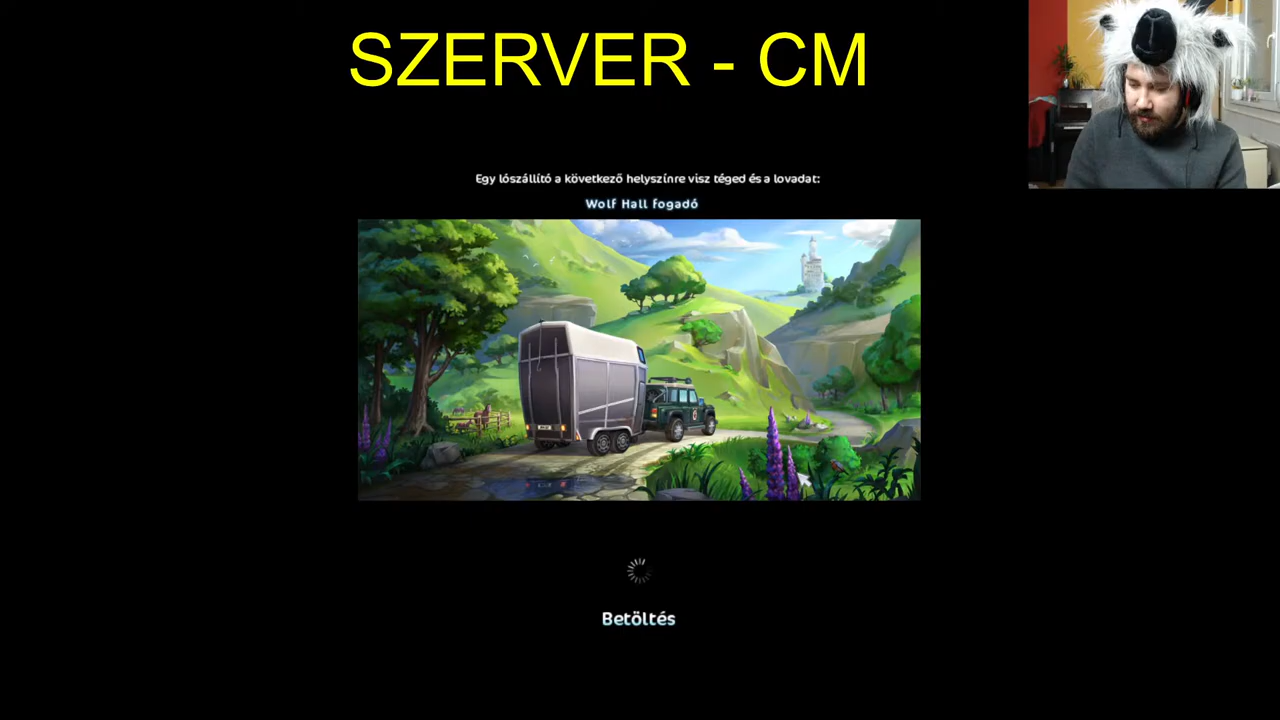 SZERVER - CM
Egy lószállító a következő helyszínre visz téged és a lovadat:
Wolf Hall fogadó
Betöltés